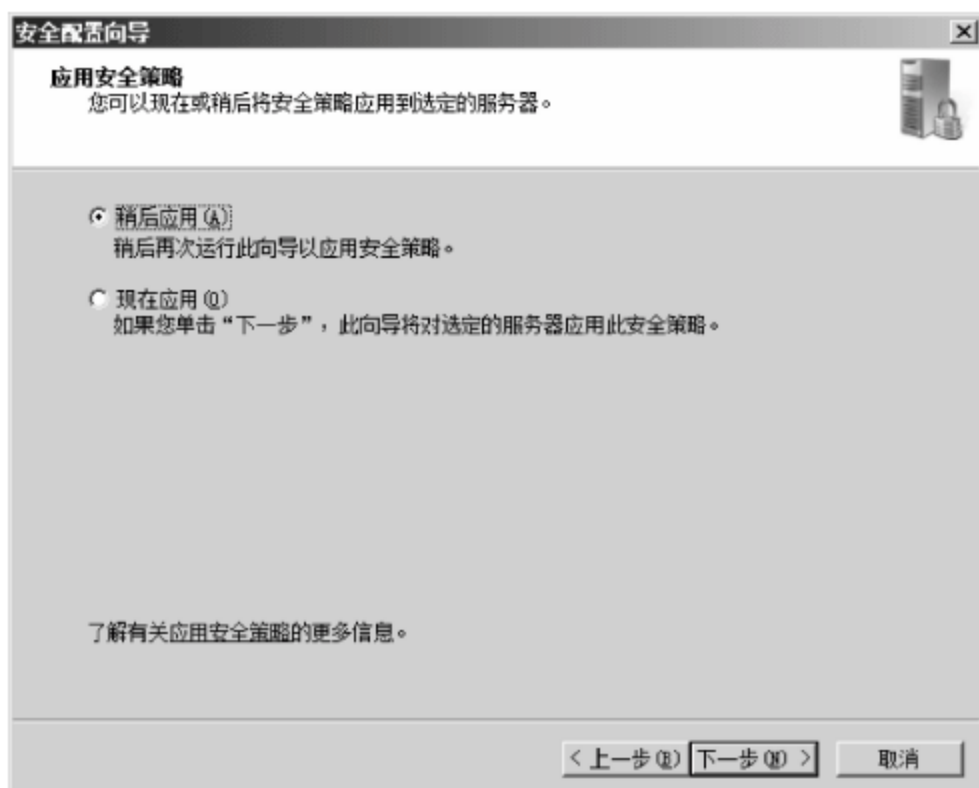 安全配置向导
应用安全策略
您可以现在或稍后将安全策略应用到选定的服务器。
稍后应用(A)
稍后再次运行此向导以应用安全策略。
现在应用(Q)
如果您单击“下一步”，此向导将对选定的服务器应用此安全策略。
了解有关应用安全策略的更多信息。
< 上一步(B) 下一步(N) > 取消